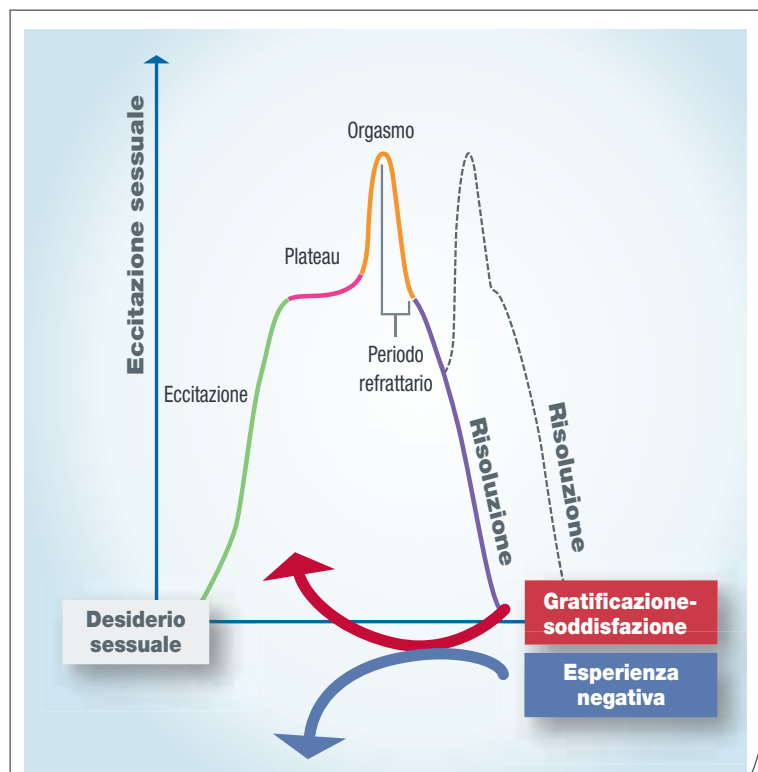 Eccitazione sessuale
Orgasmo
Plateau
Eccitazione
Periodo
refrattario
Risoluzione
Risoluzione
Desiderio
sessuale
Gratificazione-
soddisfazione
Esperienza
negativa